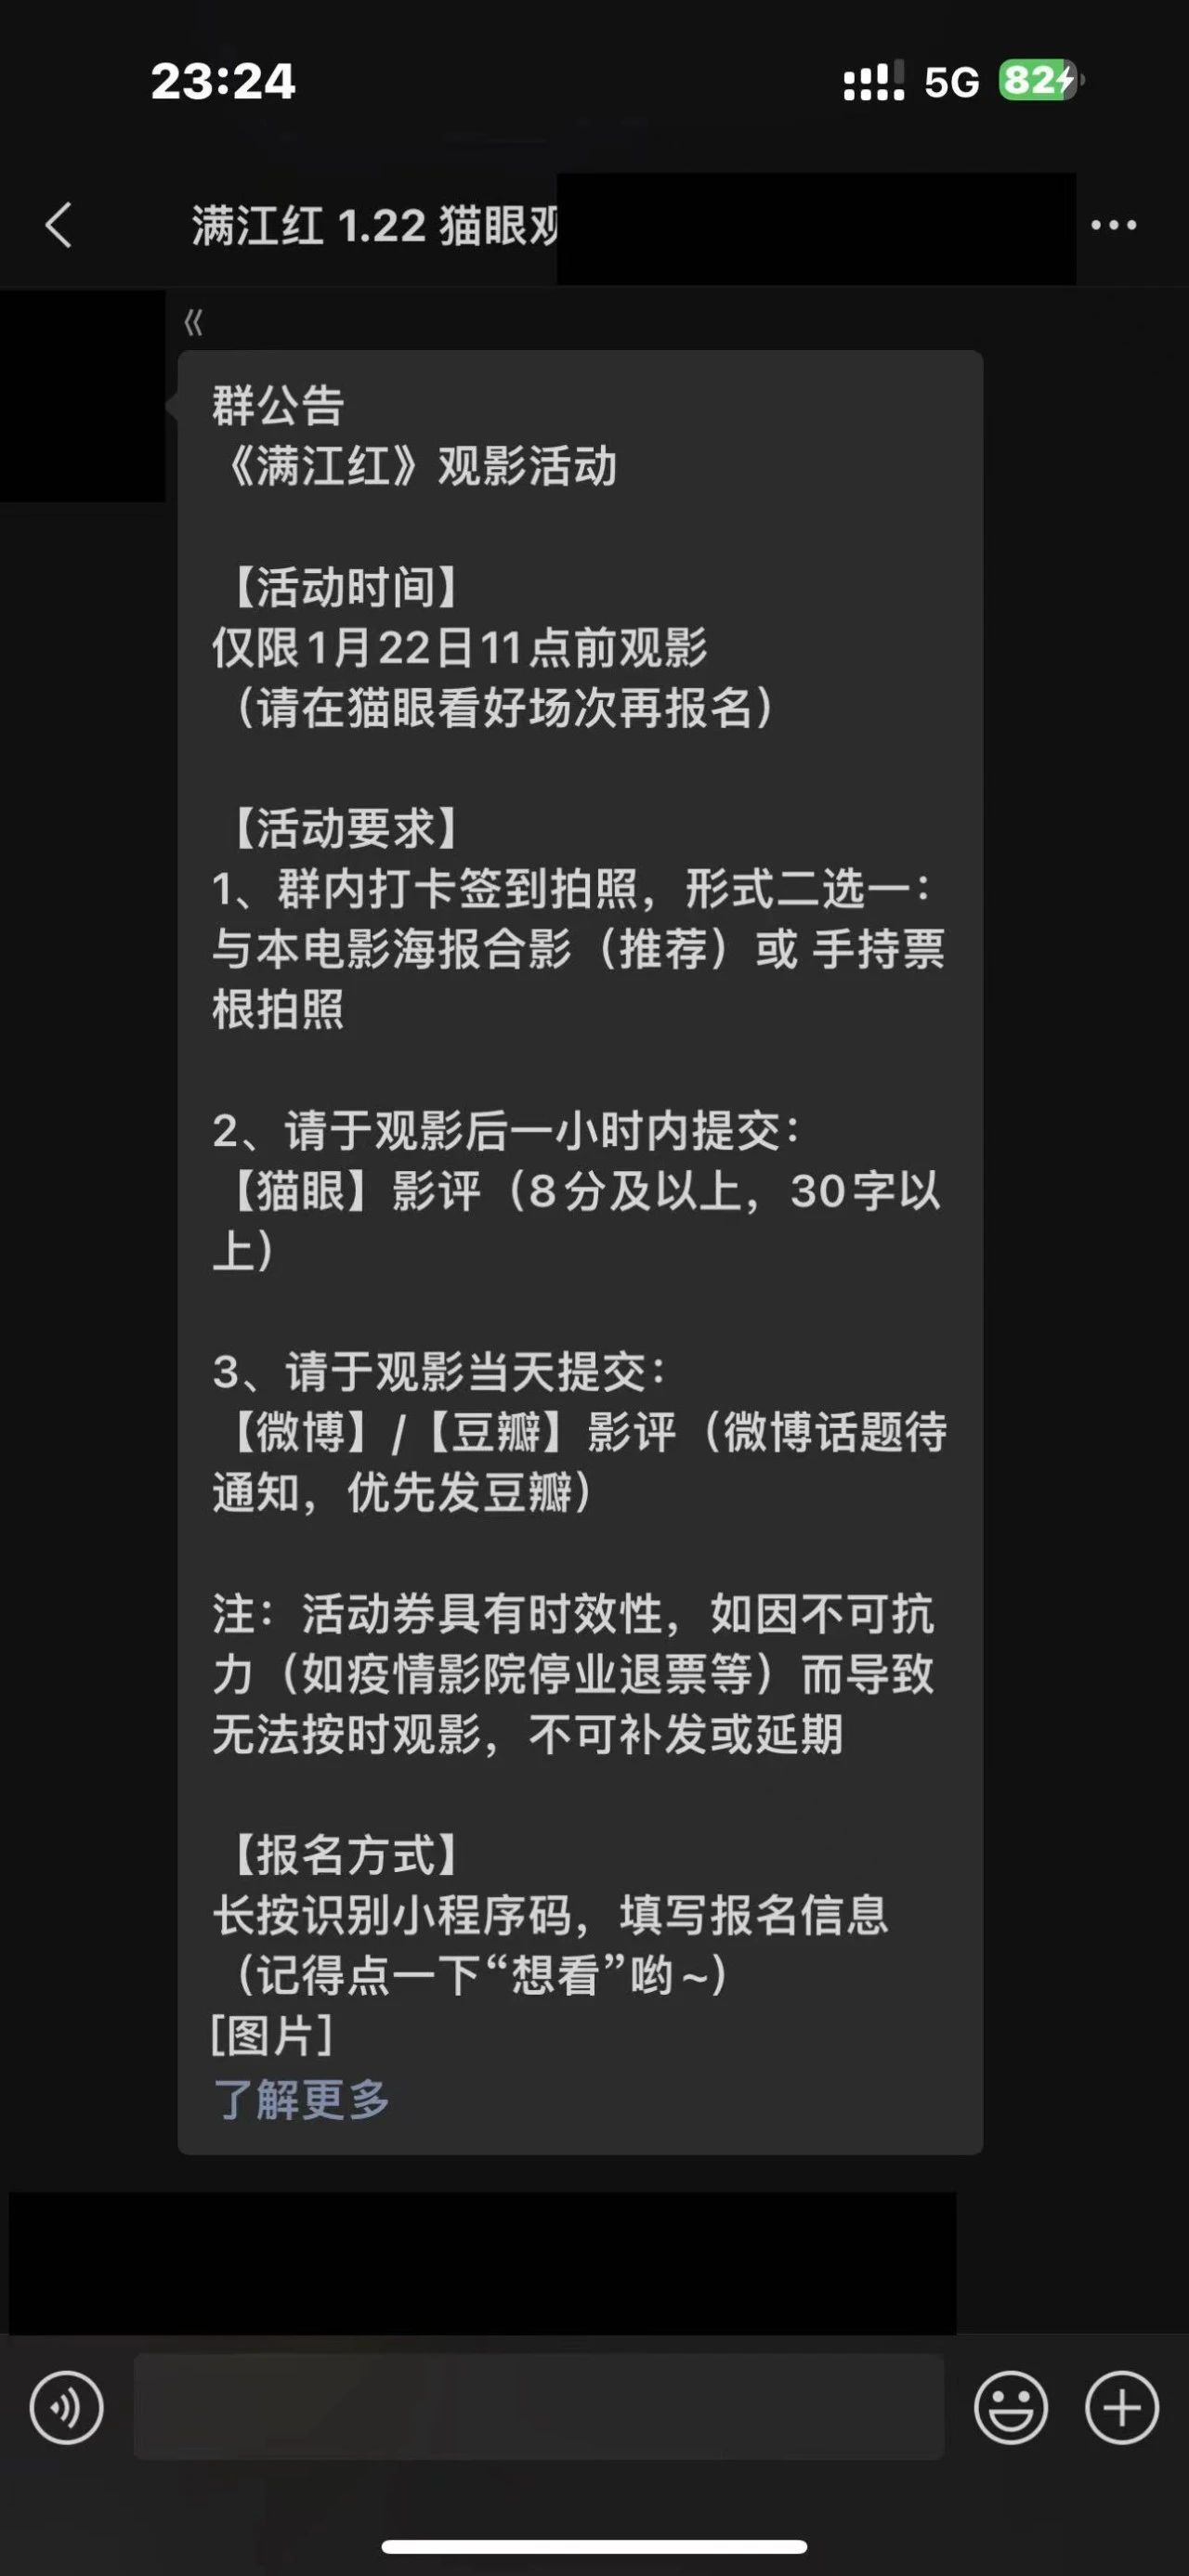 23:24
5G 82
满江红 1.22 猫眼观
《
群公告
《满江红》观影活动
【活动时间】
仅限1月22日11点前观影
（请在猫眼看好场次再报名）
【活动要求】
1、群内打卡签到拍照，形式二选一：
与本电影海报合影（推荐）或 手持票
根拍照
2、请于观影后一小时内提交：
【猫眼】影评（8分及以上，30字以
上）
3、请于观影当天提交：
【微博】/【豆瓣】影评（微博话题待
通知，优先发豆瓣）
注：活动券具有时效性，如因不可抗
力（如疫情影院停业退票等）而导致
无法按时观影，不可补发或延期
【报名方式】
长按识别小程序码，填写报名信息
（记得点一下“想看”哟~）
[图片]
了解更多